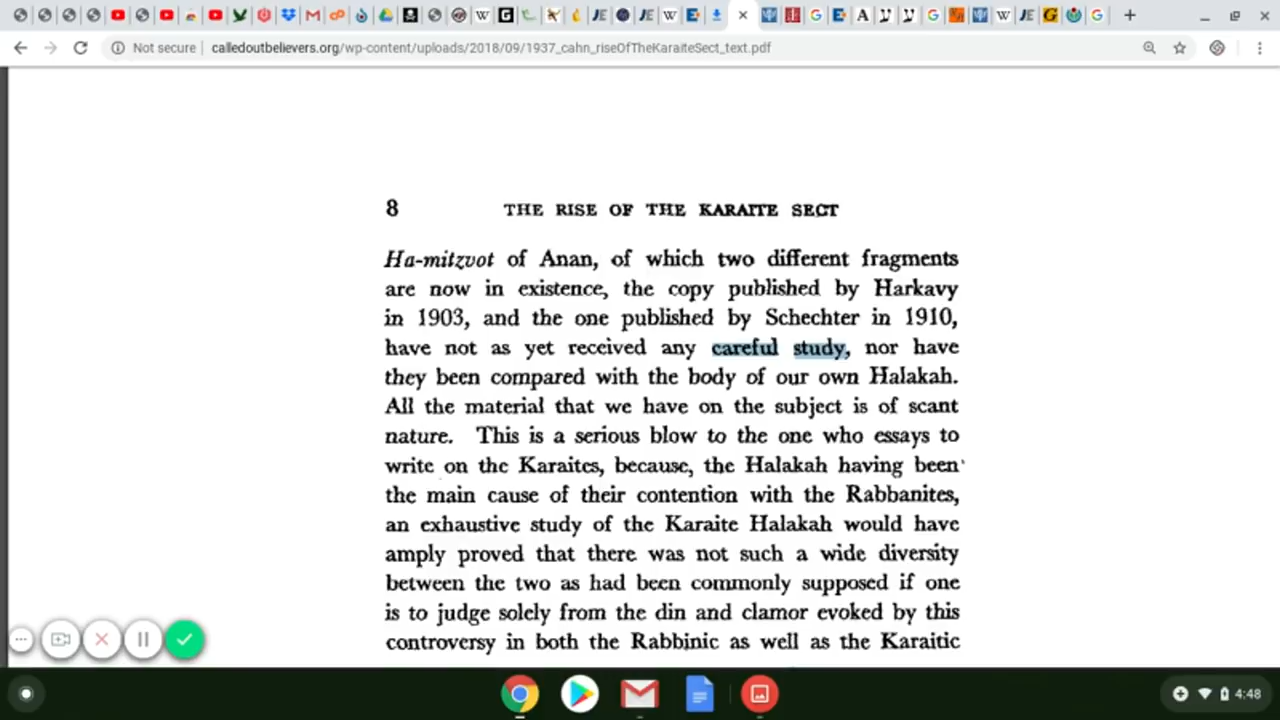 Not secure
calledoutbelievers.org/wp-content/uploads/2018/09/1937_cahn_riseOfTheKaraiteSect_text.pdf
8 THE RISE OF THE KARAITE SECT
Ha-mitzvot of Anan, of which two different fragments
are now in existence, the copy published by Harkavy
in 1903, and the one published by Schechter in 1910,
have not as yet received any careful study, nor have
they been compared with the body of our own Halakah.
All the material that we have on the subject is of scant
nature. This is a serious blow to the one who essays to
write on the Karaites, because, the Halakah having been
the main cause of their contention with the Rabbanites,
an exhaustive study of the Karaite Halakah would have
amply proved that there was not such a wide diversity
between the two as had been commonly supposed if one
is to judge solely from the din and clamor evoked by this
controversy in both the Rabbinic as well as the Karaitic
4:48